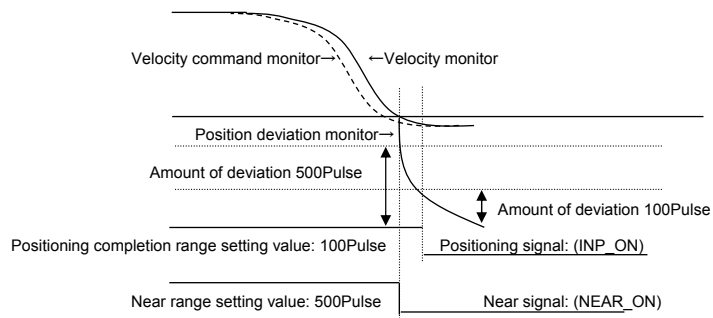 Velocity command monitor→ ←Velocity monitor
Position deviation monitor→
Amount of deviation 500Pulse
Amount of deviation 100Pulse
Positioning completion range setting value: 100Pulse Positioning signal: (INP_ON)
Near range setting value: 500Pulse Near signal: (NEAR_ON)